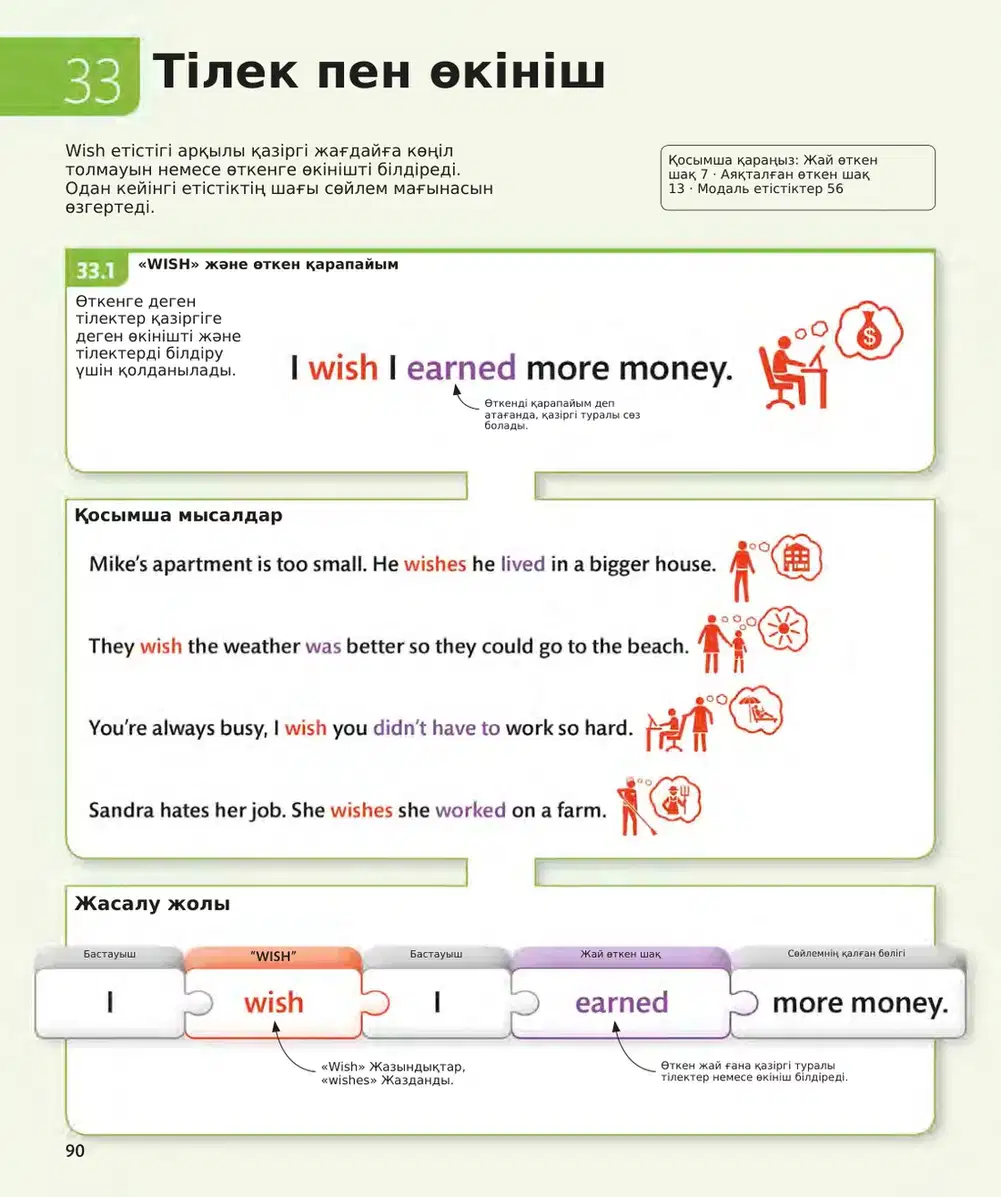 33
Тілек пен өкініш
Wish етістігі арқылы қазіргі жағдайға көңіл
толмауын немесе өткенге өкінішті білдіреді.
Одан кейінгі етістіктің шағы сөйлем мағынасын
өзгертеді.
Қосымша қараңыз: Жай өткен
шақ 7 · Аяқталған өткен шақ
13 · Модаль етістіктер 56
33.1
«WISH» және өткен қарапайым
Өткенге деген
тілектер қазіргіге
деген өкінішті және
тілектерді білдіру
үшін қолданылады.
I wish I earned more money.
$
Өткенді қарапайым деп
атағанда, қазіргі туралы сөз
болады.
Қосымша мысалдар
Mike’s apartment is too small. He wishes he lived in a bigger house.
They wish the weather was better so they could go to the beach.
You’re always busy, I wish you didn’t have to work so hard.
Sandra hates her job. She wishes she worked on a farm.
Жасалу жолы
Бастауыш "WISH" Бастауыш Жай өткен шақ Сөйлемнің қалған бөлігі
I wish I earned more money.
«Wish» Жазындықтар,
«wishes» Жазданды.
Өткен жай ғана қазіргі туралы
тілектер немесе өкініш білдіреді.
90